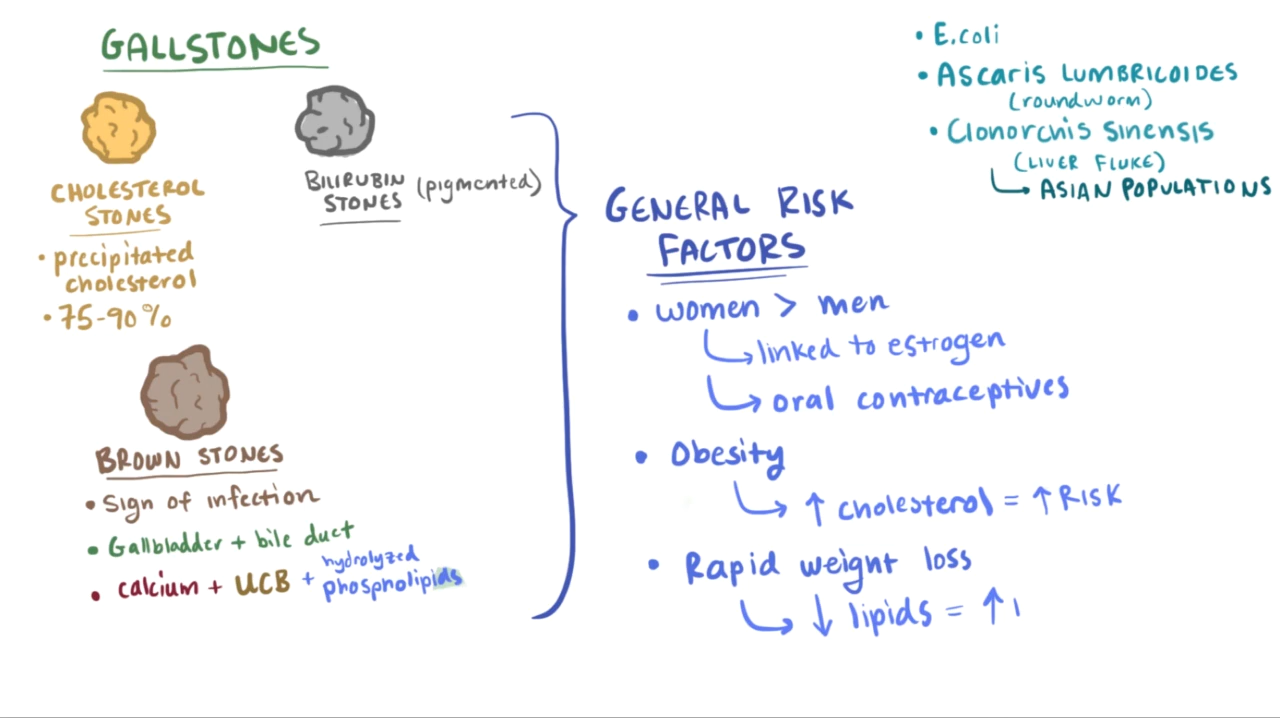 GALLSTONES
CHOLESTEROL
STONES
• precipitated
cholesterol
• 75-90%
BILIRUBIN
STONES
(pigmented)
BROWN STONES
• Sign of infection
• Gallbladder + bile duct
hydrolyzed
• calcium + UCB + phospholipids
GENERAL RISK
FACTORS
• women > men
↳ linked to estrogen
↳ oral contraceptives
• Obesity
↳ ↑ cholesterol = ↑ RISK
• Rapid weight loss
↳ ↓ lipids = ↑
• E.coli
• Ascaris LUMBRICOIDES
(roundworm)
• Clonorchis sinensis
(LIVER FLUKE)
↳ ASIAN POPULATIONS